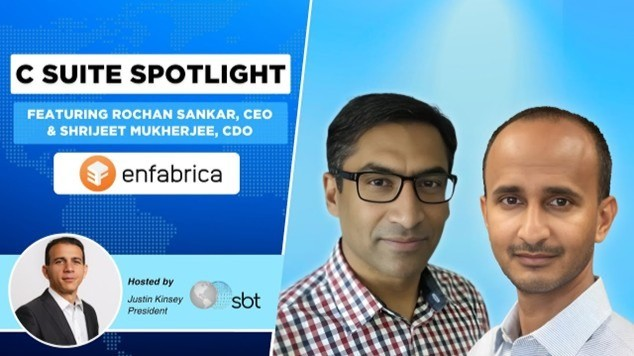 C SUITE SPOTLIGHT
FEATURING ROCHAN SANKAR, CEO
& SHRIJEET MUKHERJEE, CDO
enfabrica
Hosted by
Justin Kinsey
President
sbt